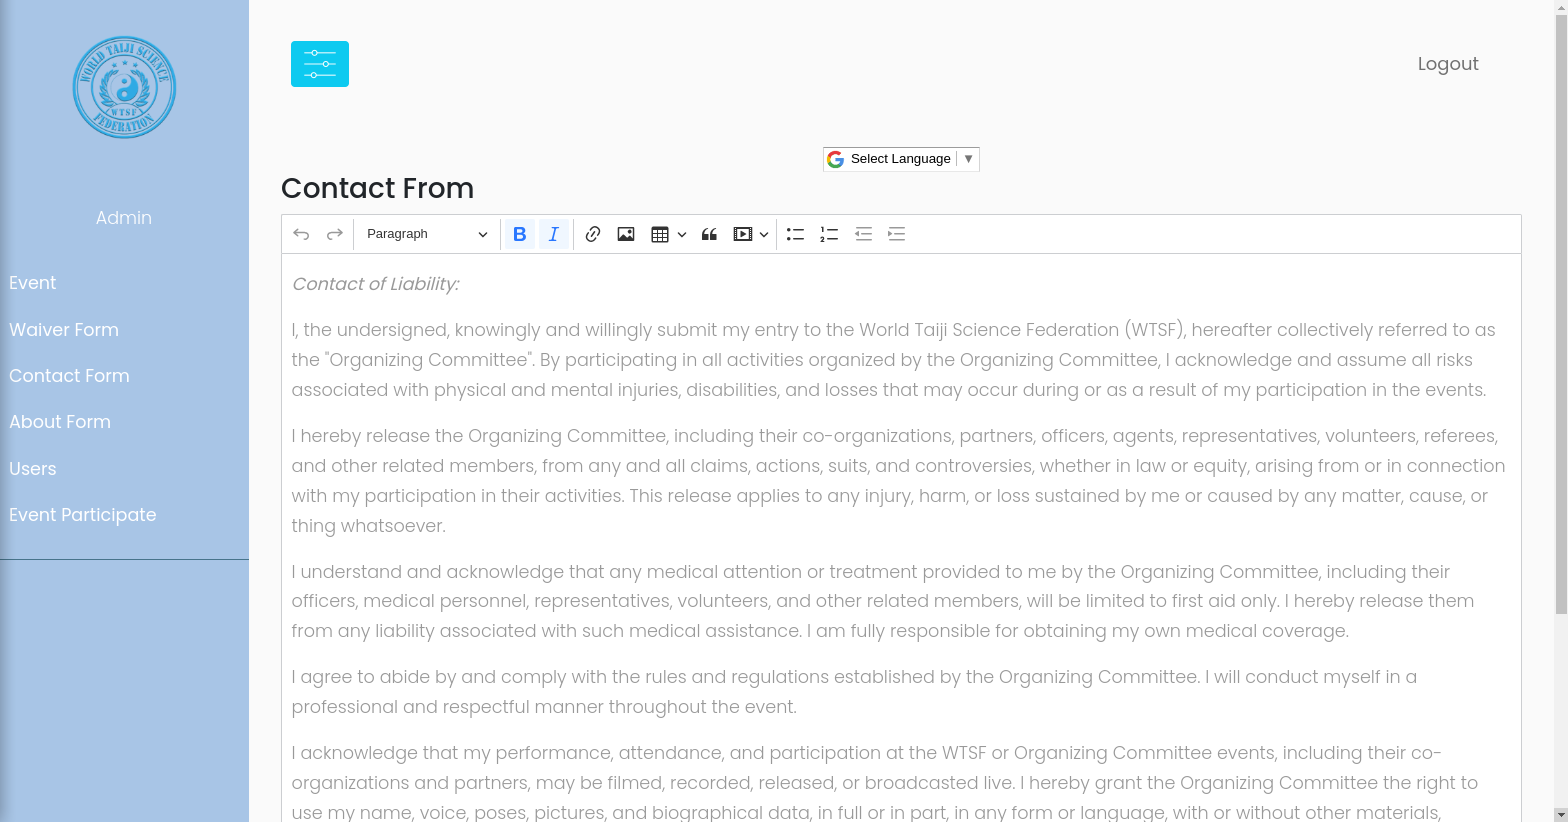 WORLD TAIJI SCIENCE
WTSF
FEDERATION
Admin
Event
Waiver Form
Contact Form
About Form
Users
Event Participate
Logout
Select Language ▼
Contact From
Paragraph
Contact of Liability:
I, the undersigned, knowingly and willingly submit my entry to the World Taiji Science Federation (WTSF), hereafter collectively referred to as
the "Organizing Committee". By participating in all activities organized by the Organizing Committee, I acknowledge and assume all risks
associated with physical and mental injuries, disabilities, and losses that may occur during or as a result of my participation in the events.
I hereby release the Organizing Committee, including their co-organizations, partners, officers, agents, representatives, volunteers, referees,
and other related members, from any and all claims, actions, suits, and controversies, whether in law or equity, arising from or in connection
with my participation in their activities. This release applies to any injury, harm, or loss sustained by me or caused by any matter, cause, or
thing whatsoever.
I understand and acknowledge that any medical attention or treatment provided to me by the Organizing Committee, including their
officers, medical personnel, representatives, volunteers, and other related members, will be limited to first aid only. I hereby release them
from any liability associated with such medical assistance. I am fully responsible for obtaining my own medical coverage.
I agree to abide by and comply with the rules and regulations established by the Organizing Committee. I will conduct myself in a
professional and respectful manner throughout the event.
I acknowledge that my performance, attendance, and participation at the WTSF or Organizing Committee events, including their co-
organizations and partners, may be filmed, recorded, released, or broadcasted live. I hereby grant the Organizing Committee the right to
use my name, voice, poses, pictures, and biographical data, in full or in part, in any form or language, with or without other materials,